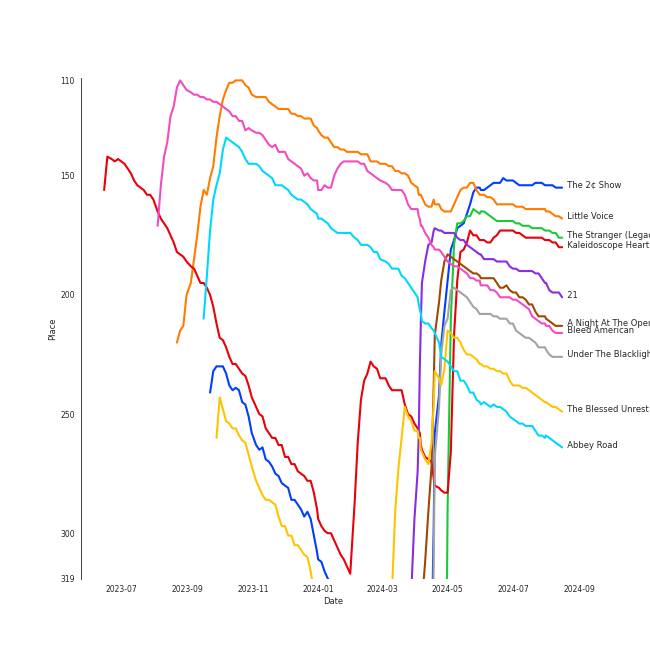 110
150
200
250
300
319
Place
2023-07
2023-09
2023-11
2024-01
2024-03
2024-05
2024-07
2024-09
Date
The 2¢ Show
Little Voice
The Stranger (Legac
Kaleidoscope Heart
21
A Night At The Oper
Bleed American
Under The Blackligh
The Blessed Unrest
Abbey Road